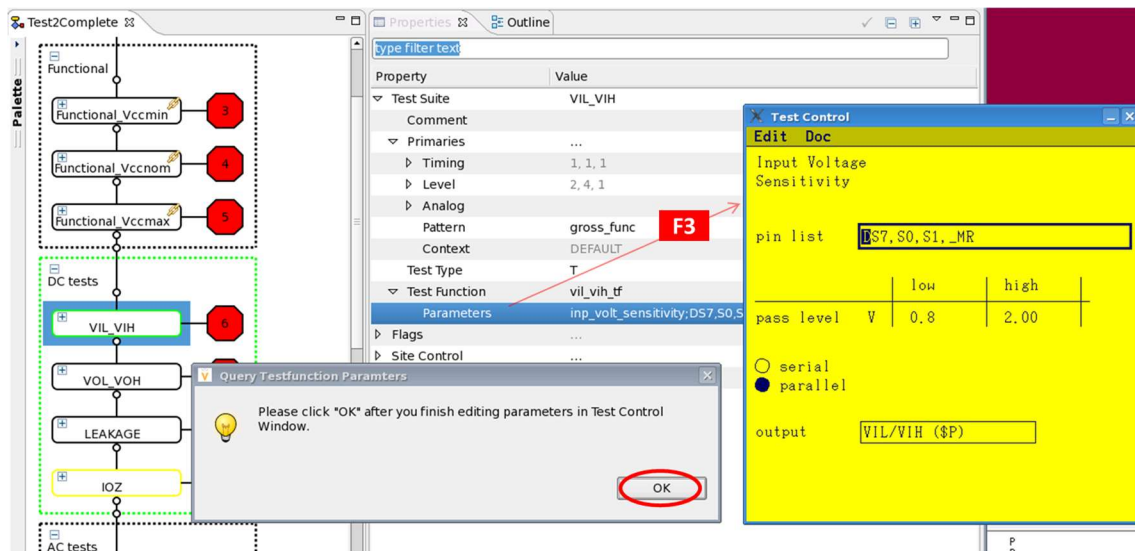 Test2Complete
Palette
Functional
Functional_Vccmin
3
Functional_Vccnom
4
Functional_Vccmax
5
DC tests
VIL_VIH
6
VOL_VOH
LEAKAGE
IOZ
AC tests
Properties
Outline
type filter text
Property Value
Test Suite VIL_VIH
Comment
Primaries ...
Timing 1, 1, 1
Level 2, 4, 1
Analog
Pattern gross_func
Context DEFAULT
Test Type T
Test Function vil_vih_tf
Parameters inp_volt_sensitivity;DS7,S0,S
Flags ...
Site Control ...
F3
Query Testfunction Paramters
Please click "OK" after you finish editing parameters in Test Control
Window.
OK
Test Control
Edit Doc
Input Voltage
Sensitivity
pin list DS7,S0,S1,_MR
low high
pass level V 0.8 2.00
serial
parallel
output VIL/VIH ($P)
P